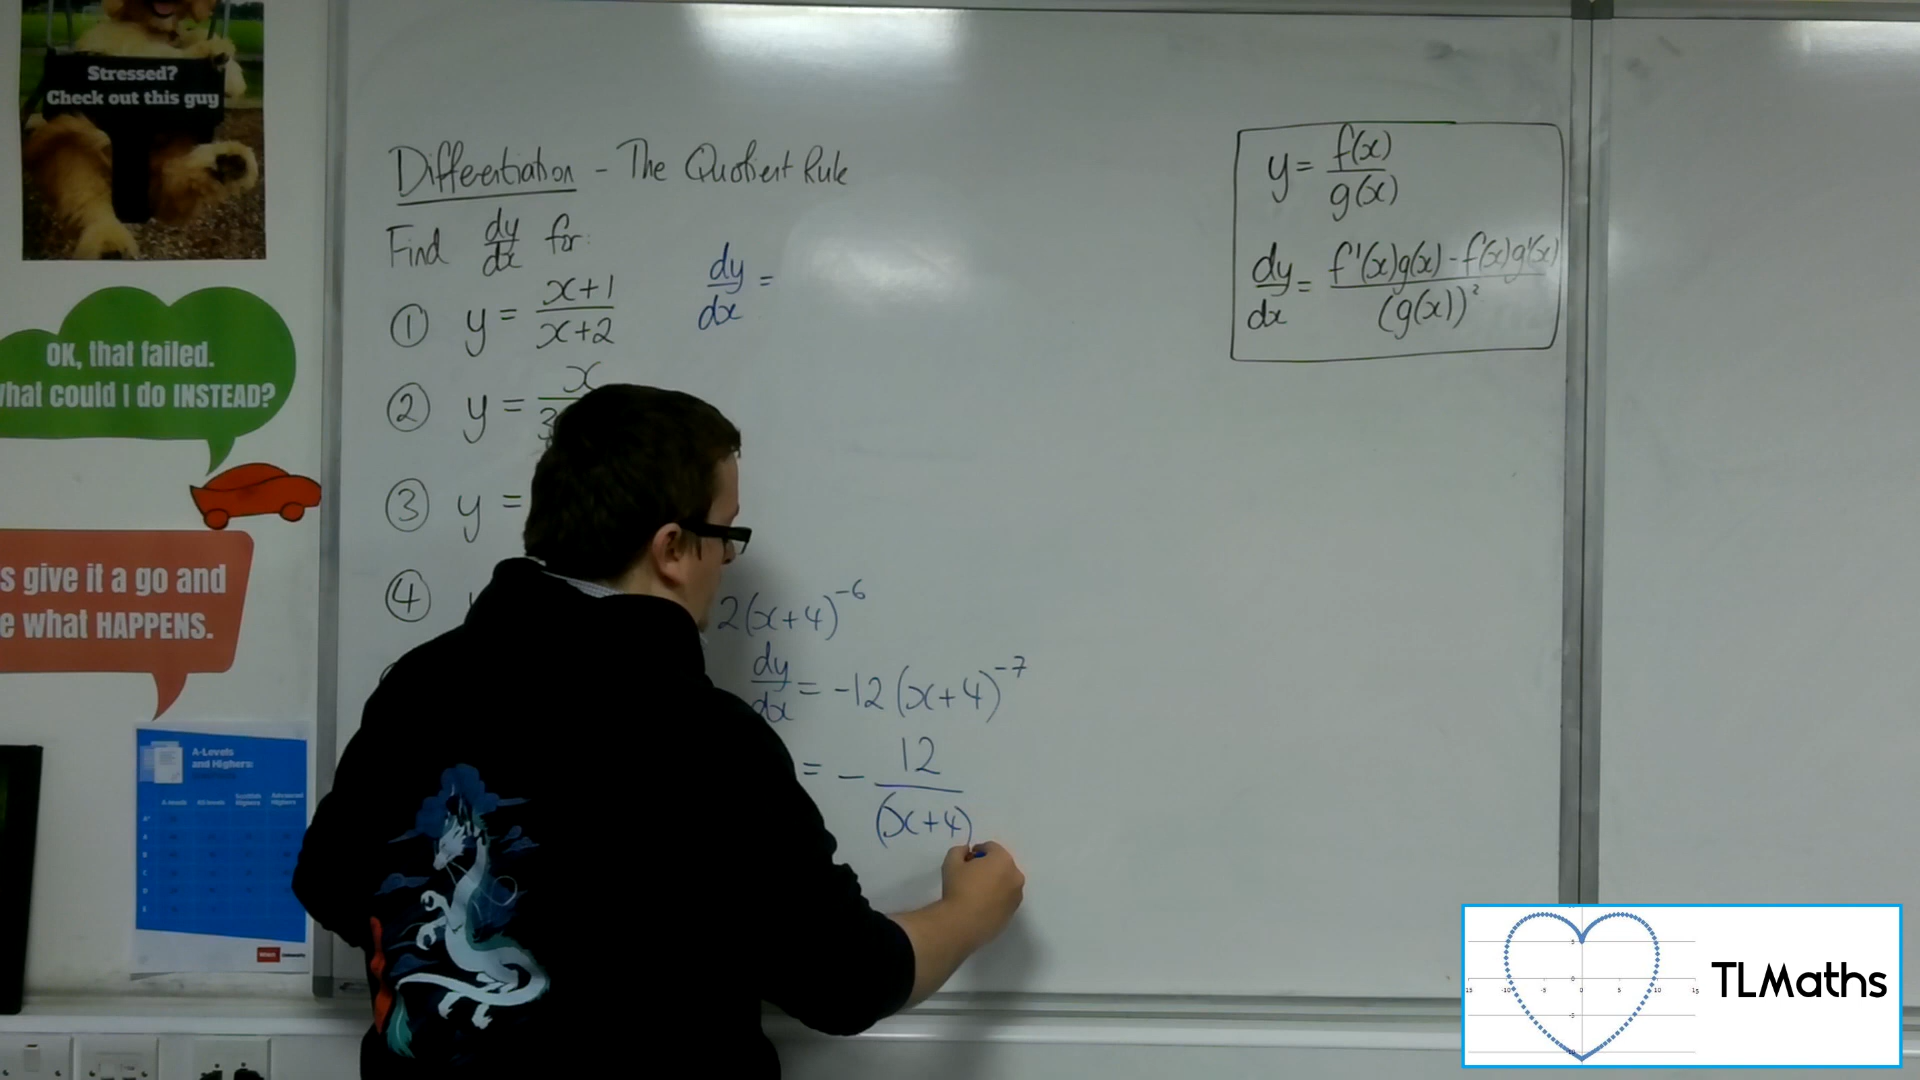 Stressed?
Check out this guy
OK, that failed.
What could I do INSTEAD?
s give it a go and
e what HAPPENS.
A-Levels
and Highers:
Differentiation - The Quotient Rule
Find dy/dx for:
① y = x+1/x+2
dy/dx =
② y = x/3
③ y =
④
2(x+4)⁻⁶
dy/dx = -12(x+4)⁻⁷
= - 12/(x+4)
y = f(x)/g(x)
dy/dx = f'(x)g(x) - f(x)g'(x)/(g(x))²
TLMaths